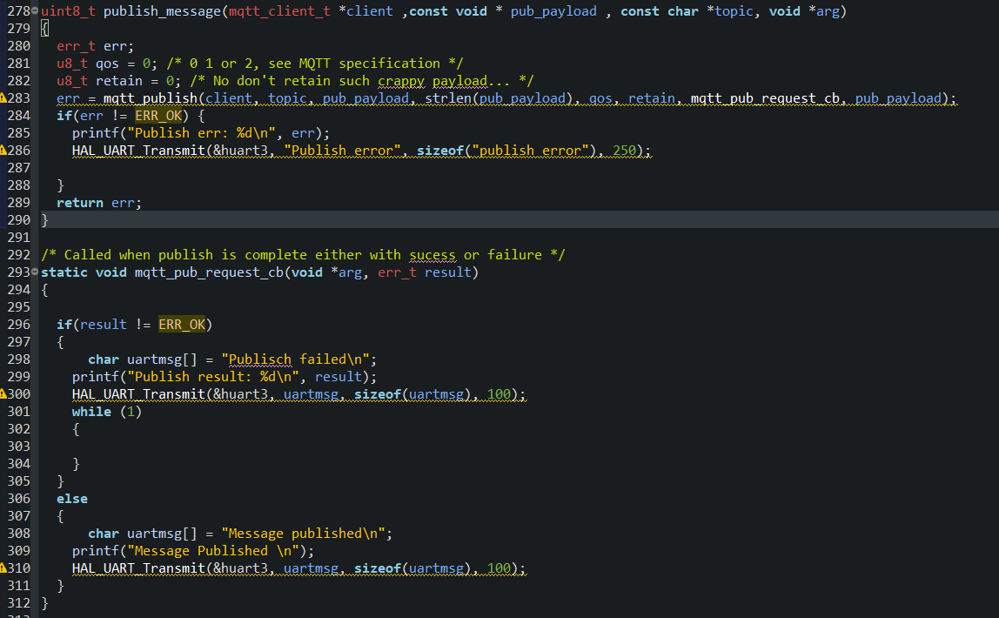 278 uint8_t publish_message(mqtt_client_t *client ,const void * pub_payload , const char *topic, void *arg)
279 {
280   err_t err;
281   u8_t qos = 0; /* 0 1 or 2, see MQTT specification */
282   u8_t retain = 0; /* No don't retain such crappy payload... */
283   err = mqtt_publish(client, topic, pub_payload, strlen(pub_payload), qos, retain, mqtt_pub_request_cb, pub_payload);
284   if(err != ERR_OK) {
285     printf("Publish err: %d\n", err);
286     HAL_UART_Transmit(&huart3, "Publish error", sizeof("publish error"), 250);
287
288   }
289   return err;
290 }
291
292 /* Called when publish is complete either with sucess or failure */
293 static void mqtt_pub_request_cb(void *arg, err_t result)
294 {
295
296   if(result != ERR_OK)
297   {
298       char uartmsg[] = "Publisch failed\n";
299     printf("Publish result: %d\n", result);
300     HAL_UART_Transmit(&huart3, uartmsg, sizeof(uartmsg), 100);
301     while (1)
302     {
303
304     }
305   }
306   else
307   {
308       char uartmsg[] = "Message published\n";
309     printf("Message Published \n");
310     HAL_UART_Transmit(&huart3, uartmsg, sizeof(uartmsg), 100);
311   }
312 }